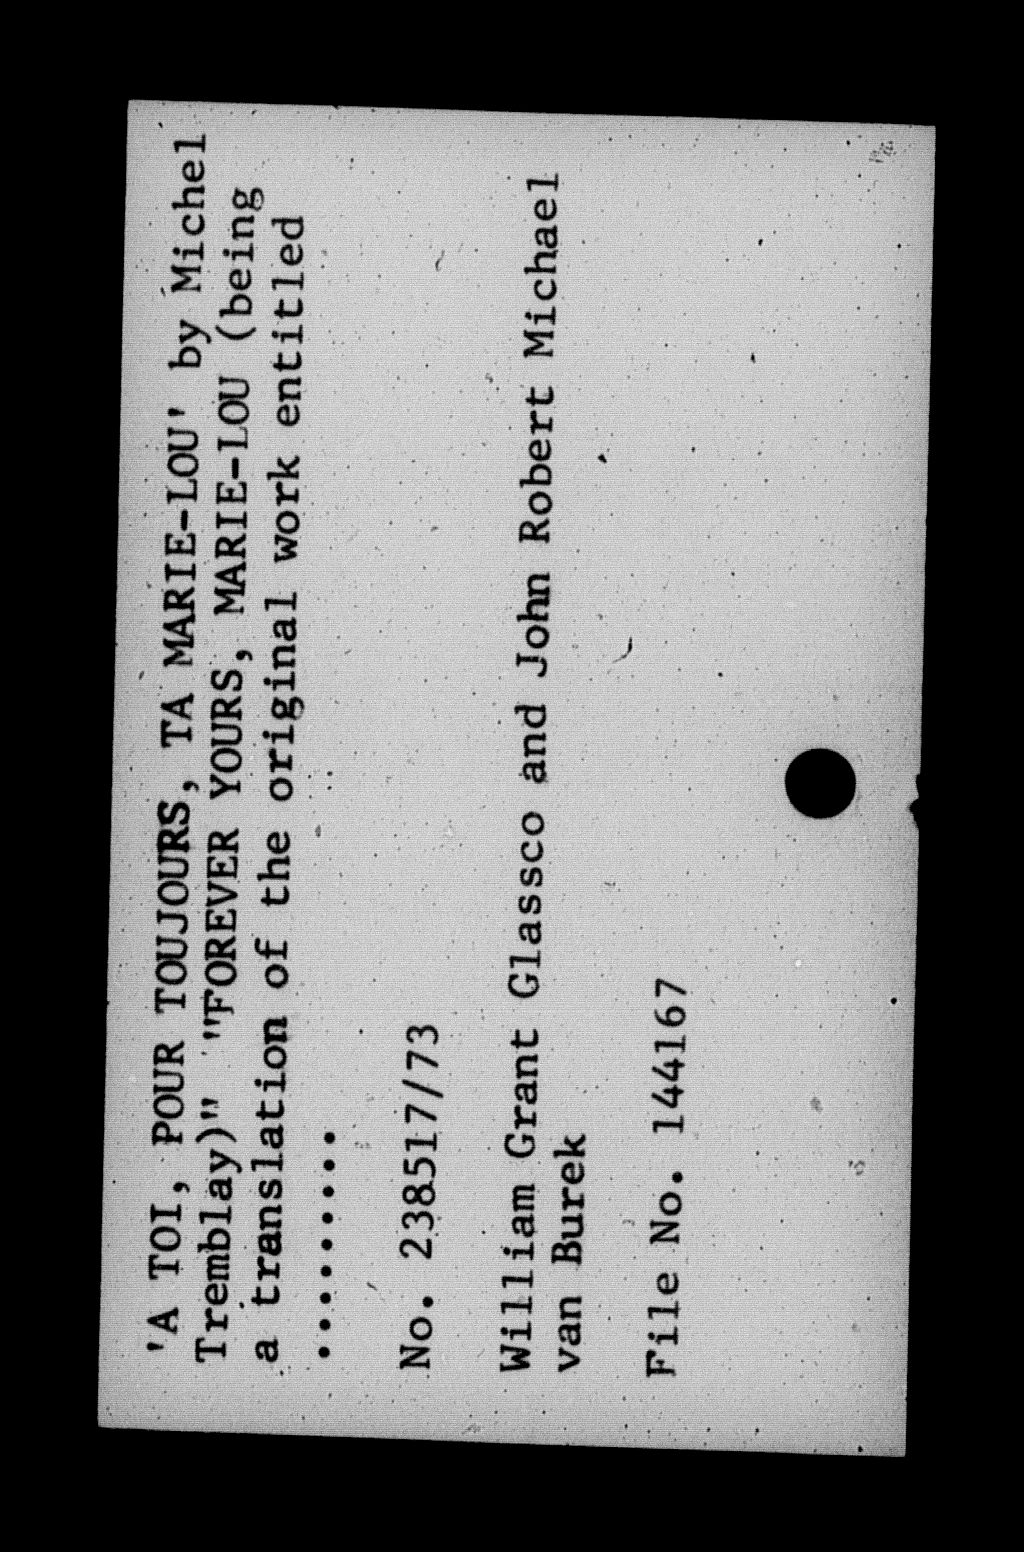 'A TOI, POUR TOUJOURS, TA MARIE-LOU' by Michel
Tremblay)" "FOREVER YOURS, MARIE-LOU (being
a translation of the original work entitled
.........
No. 238517/73
William Grant Glassco and John Robert Michael
van Burek
File No. 144167